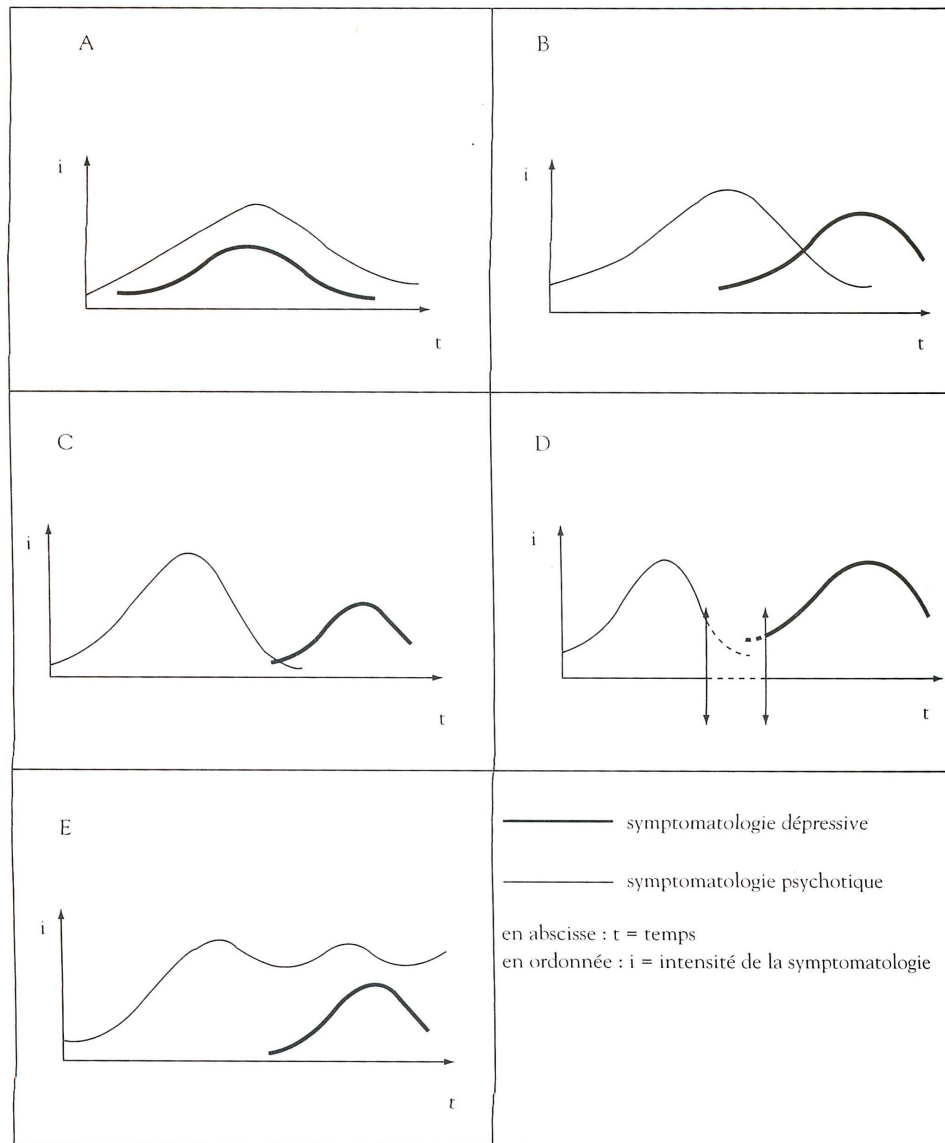 A
i
t
B
i
t
C
i
t
D
i
t
E
i
t
symptomatologie dépressive
symptomatologie psychotique
en abscisse : t = temps
en ordonnée : i = intensité de la symptomatologie